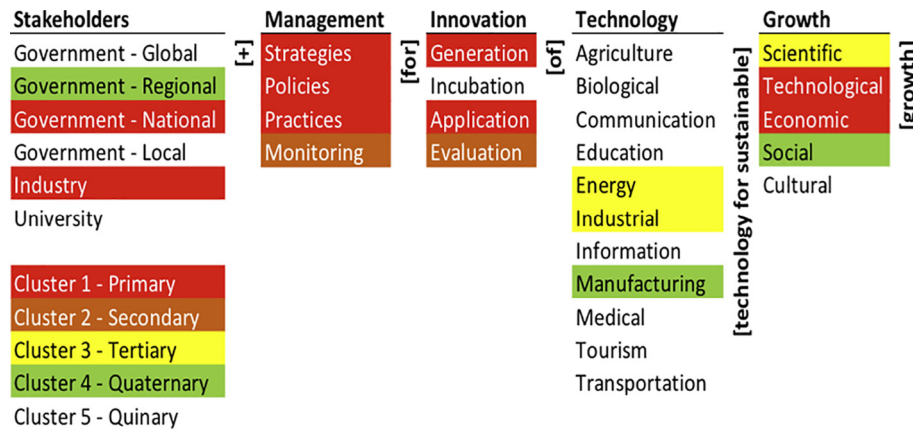 Stakeholders
Government - Global
Government - Regional
Government - National
Government - Local
Industry
University
Cluster 1 - Primary
Cluster 2 - Secondary
Cluster 3 - Tertiary
Cluster 4 - Quaternary
Cluster 5 - Quinary
[+]
Management
Strategies
Policies
Practices
Monitoring
[for]
Innovation
Generation
Incubation
Application
Evaluation
[of]
Technology
Agriculture
Biological
Communication
Education
Energy
Industrial
Information
Manufacturing
Medical
Tourism
Transportation
[technology for sustainable]
Growth
Scientific
Technological
Economic
Social
Cultural
[growth]